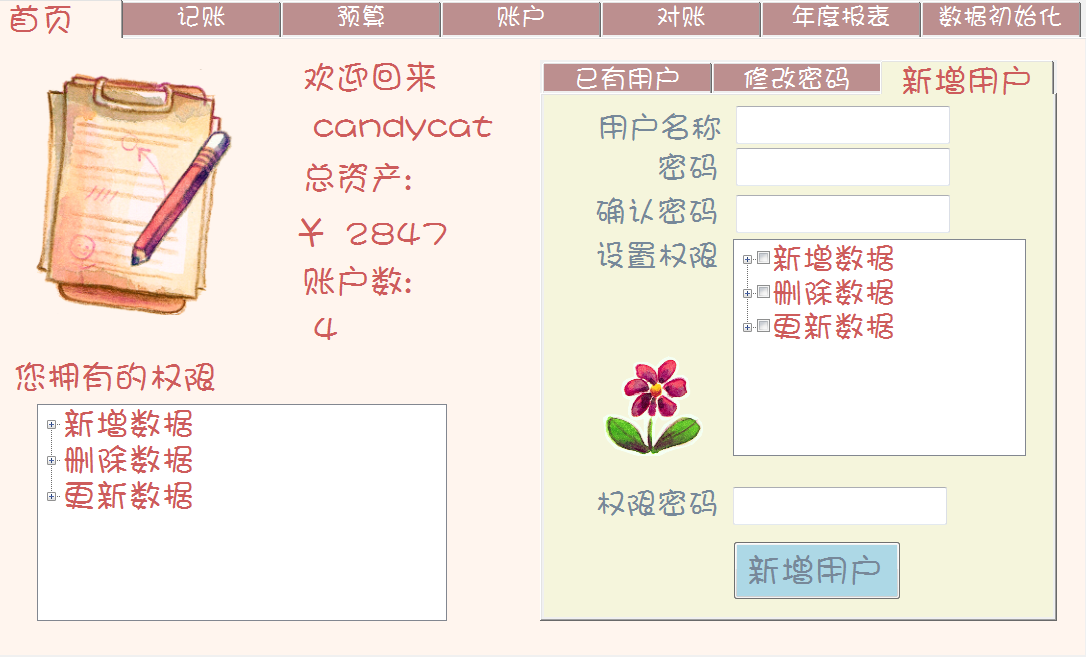 首页 记账 预算 账户 对账 年度报表 数据初始化
欢迎回来
candycat
总资产:
¥ 2847
账户数:
4
您拥有的权限
新增数据
删除数据
更新数据
已有用户 修改密码 新增用户
用户名称
密码
确认密码
设置权限
新增数据
删除数据
更新数据
权限密码
新增用户